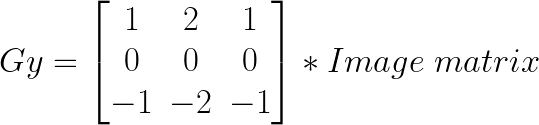 Gy = [ 1 2 1
0 0 0
-1 -2 -1 ] * Image matrix